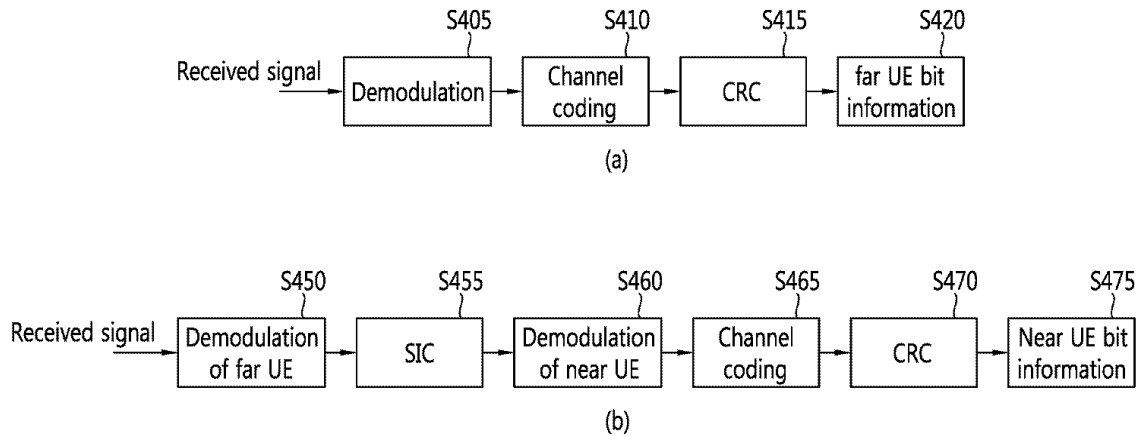 S405
S410
S415
S420
Received signal
Demodulation
Channel
coding
CRC
far UE bit
information
(a)
S450
S455
S460
S465
S470
S475
Received signal
Demodulation
of far UE
SIC
Demodulation
of near UE
Channel
coding
CRC
Near UE bit
information
(b)